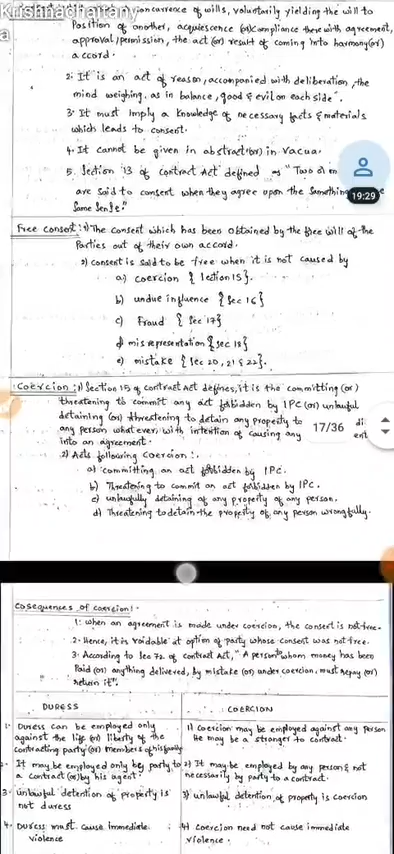 Krishnachaitany
a
concurrence of wills, voluntarily yielding the will to
Position of another, acquiescence (or) compliance therewith agreement,
approval/permission, the act (or) result of coming into harmony (or)
accord.
2. It is an act of reason, accompanied with deliberation, the
mind weighing, as in balance, good & evil on each side".
3. It must imply a knowledge of necessary facts & materials
which leads to consent.
4. It cannot be given in abstract (or) in vacua.
5. Section 13 of contract Act defined as "Two or m
are said to consent when they agree upon the Samething
Same Sense."
19:29
Free consent: 1) The consent which has been obtained by the free will of the
Parties out of their own accord.
2) consent is said to be free when it is not caused by
a) coercion { Section 15}.
b) undue influence { Sec 16}
c) Fraud { Sec 17}
d) misrepresentation { sec 18}
e) mistake { sec 20, 21 & 22}.
Coercion: 1) Section 15 of contract Act defines, it is the committing (or)
threatening to commit any act forbidden by IPC (or) unlawful
detaining (or) threatening to detain any property to
any person what ever, with intention of causing any
into an agreement.
17/36
di
ent
2) Acts following Coercion:.
a) committing an act forbidden by IPC.
b) Threatening to commit an act forbidden by IPC.
c) unlawfully detaining of any property of any person.
d) Threatening to detain the property of any person wrongfully.
Cosequences of coercion:.
1. when an agreement is made under coercion, the consent is not free.
2. Hence, it is voidable at option of party whose consent was not free.
3. According to Sec 72 of Contract Act, "A person to whom money has been
Paid (or) anything delivered, by mistake (or) under coercion, must repay (or)
return it".
DURESS
COERCION
1. Duress can be employed only
against the life (or) liberty of the
contracting party (or) members of his family
1) Coercion may be employed against any Person
He may be a stranger to contract.
2. It may be employed only by party to
a Contract (or) by his agent
2) It may be employed by any person & not
necessarily by party to a contract.
3. unlawful detention of property is
not duress
3) unlawful detention of property is coercion
4. Duress must cause immediate
violence
4) coercion need not cause immediate
violence.